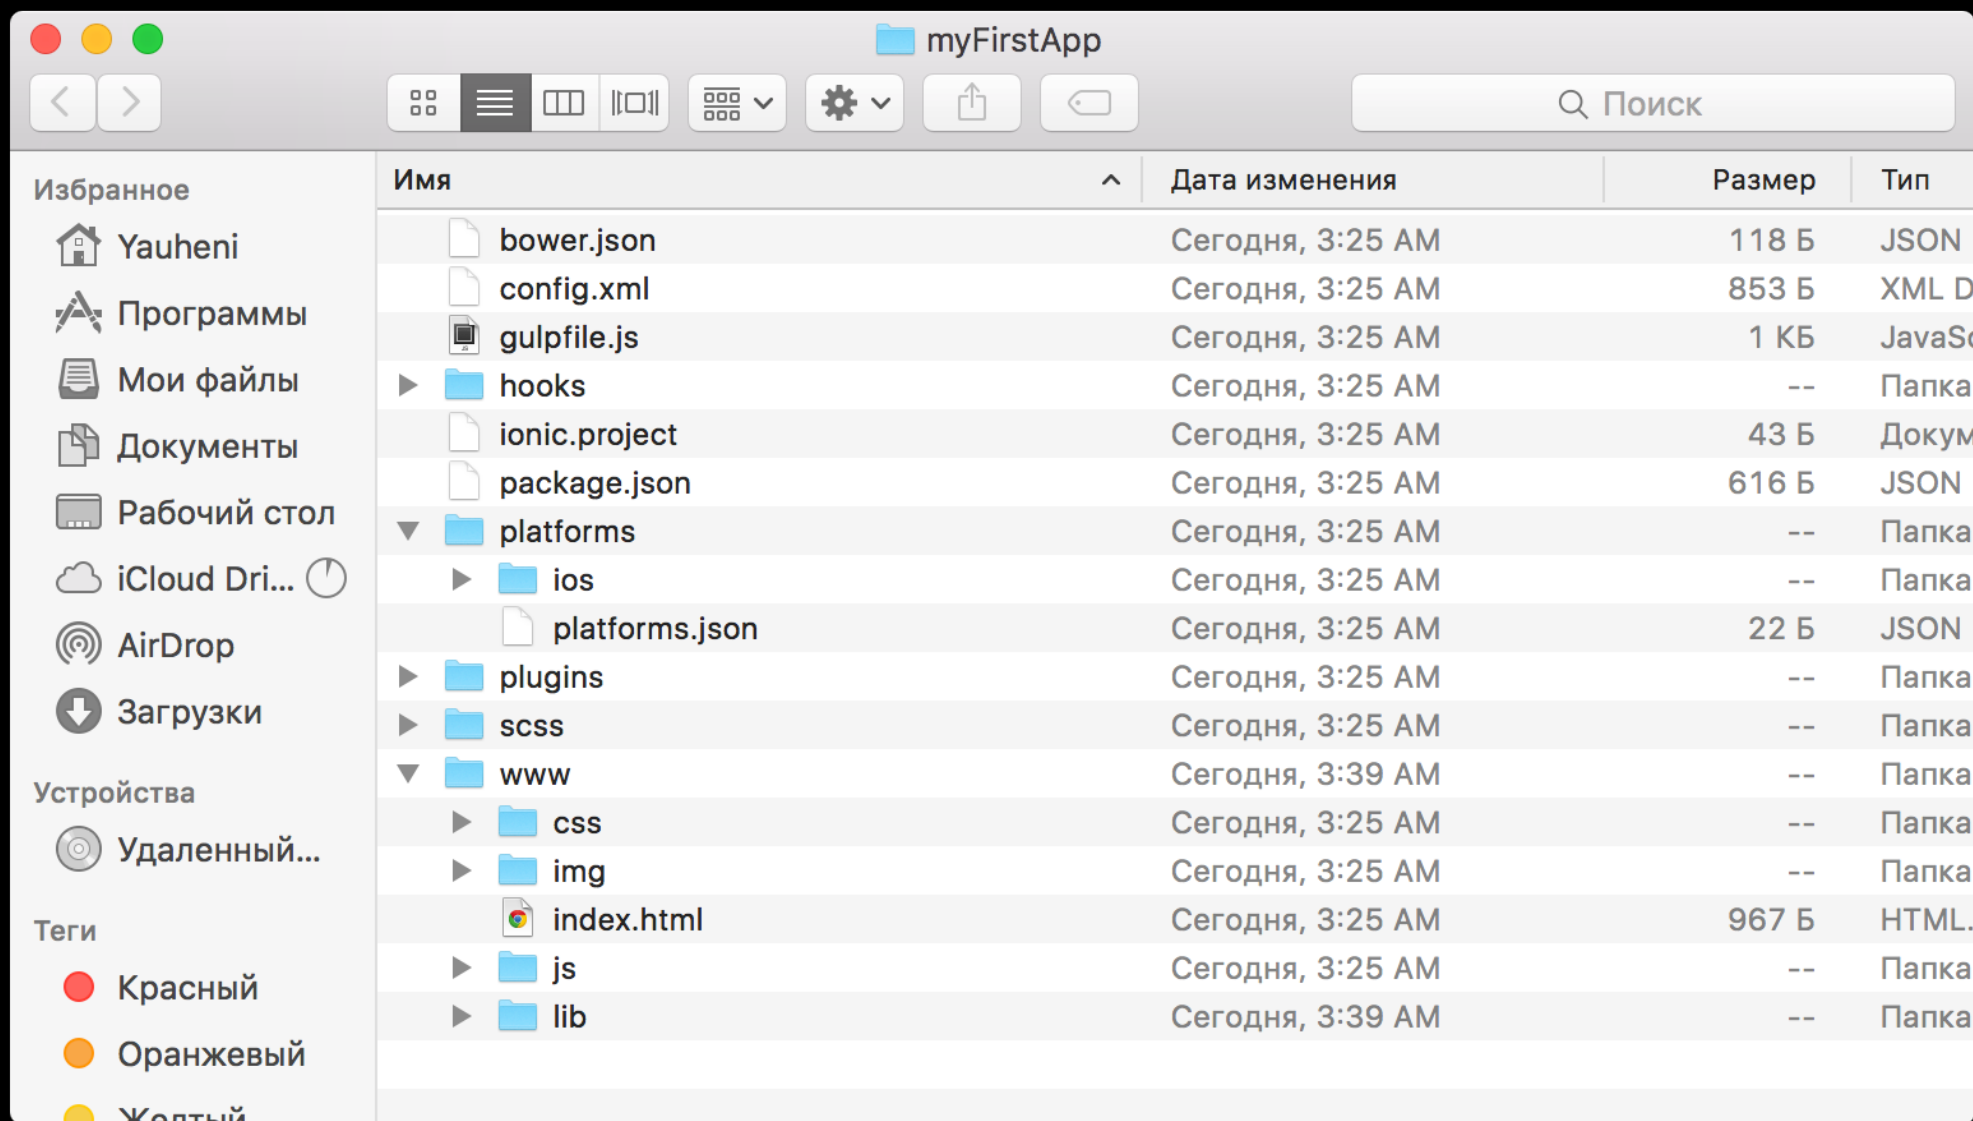 myFirstApp
Поиск
Избранное
Yauheni
Программы
Мои файлы
Документы
Рабочий стол
iCloud Dri...
AirDrop
Загрузки
Устройства
Удаленный...
Теги
Красный
Оранжевый
Желтый
Имя Дата изменения Размер Тип
bower.json Сегодня, 3:25 AM 118 Б JSON
config.xml Сегодня, 3:25 AM 853 Б XML D
gulpfile.js Сегодня, 3:25 AM 1 КБ JavaSc
hooks Сегодня, 3:25 AM -- Папка
ionic.project Сегодня, 3:25 AM 43 Б Докум
package.json Сегодня, 3:25 AM 616 Б JSON
platforms Сегодня, 3:25 AM -- Папка
ios Сегодня, 3:25 AM -- Папка
platforms.json Сегодня, 3:25 AM 22 Б JSON
plugins Сегодня, 3:25 AM -- Папка
scss Сегодня, 3:25 AM -- Папка
www Сегодня, 3:39 AM -- Папка
css Сегодня, 3:25 AM -- Папка
img Сегодня, 3:25 AM -- Папка
index.html Сегодня, 3:25 AM 967 Б HTML.
js Сегодня, 3:25 AM -- Папка
lib Сегодня, 3:39 AM -- Папка